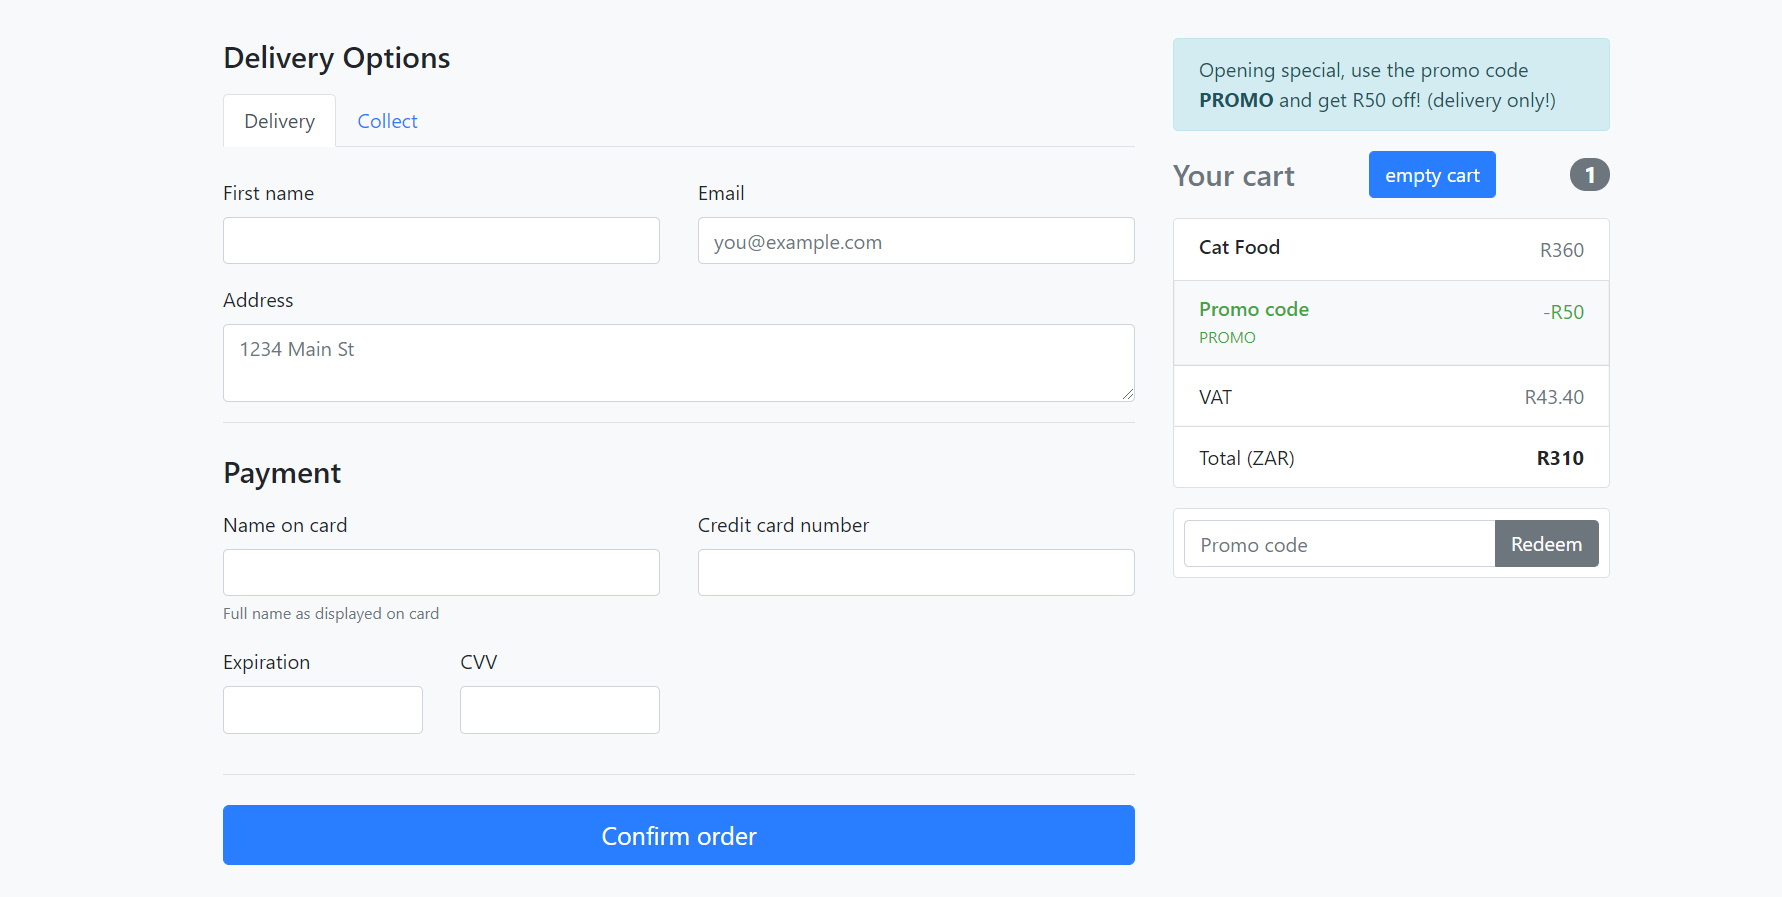 Delivery Options
Delivery
Collect
First name
Email
you@example.com
Address
1234 Main St
Payment
Name on card
Credit card number
Full name as displayed on card
Expiration
CVV
Confirm order
Opening special, use the promo code
PROMO and get R50 off! (delivery only!)
Your cart
empty cart
1
Cat Food
R360
Promo code
-R50
PROMO
VAT
R43.40
Total (ZAR)
R310
Promo code
Redeem